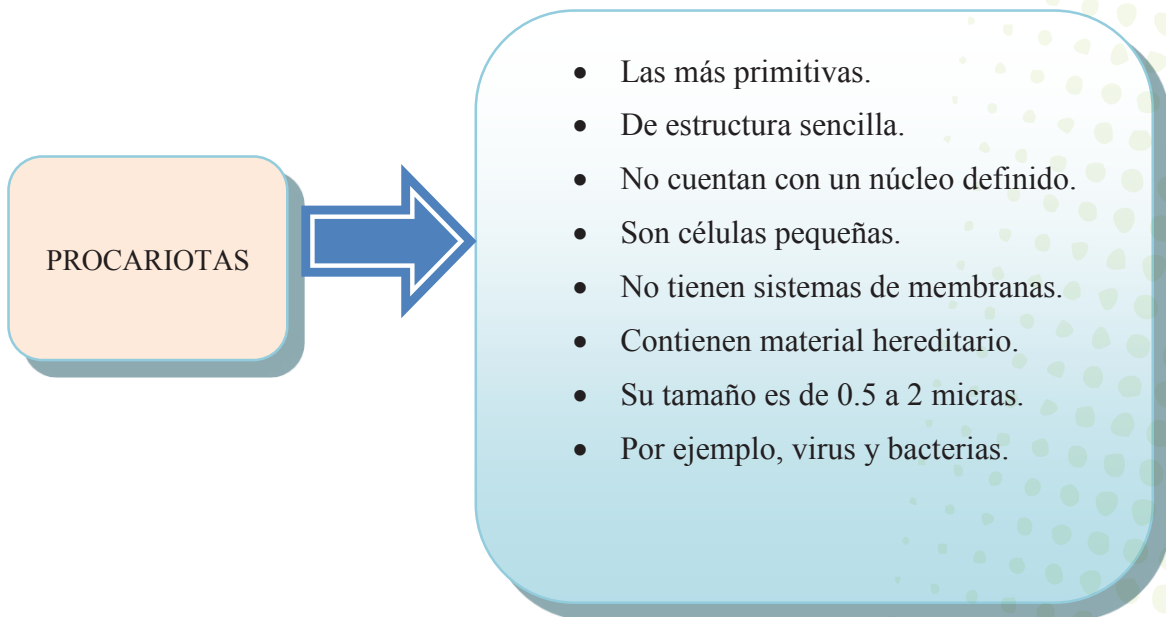 PROCARIOTAS
• Las más primitivas.
• De estructura sencilla.
• No cuentan con un núcleo definido.
• Son células pequeñas.
• No tienen sistemas de membranas.
• Contienen material hereditario.
• Su tamaño es de 0.5 a 2 micras.
• Por ejemplo, virus y bacterias.